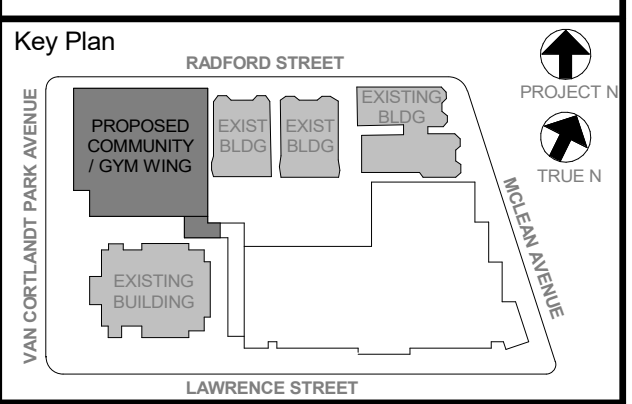 Key Plan
RADFORD STREET
PROJECT N
TRUE N
VAN CORTLANDT PARK AVENUE
PROPOSED
COMMUNITY
/ GYM WING
EXIST
BLDG
EXIST
BLDG
EXISTING
BLDG
MCLEAN AVENUE
EXISTING
BUILDING
LAWRENCE STREET